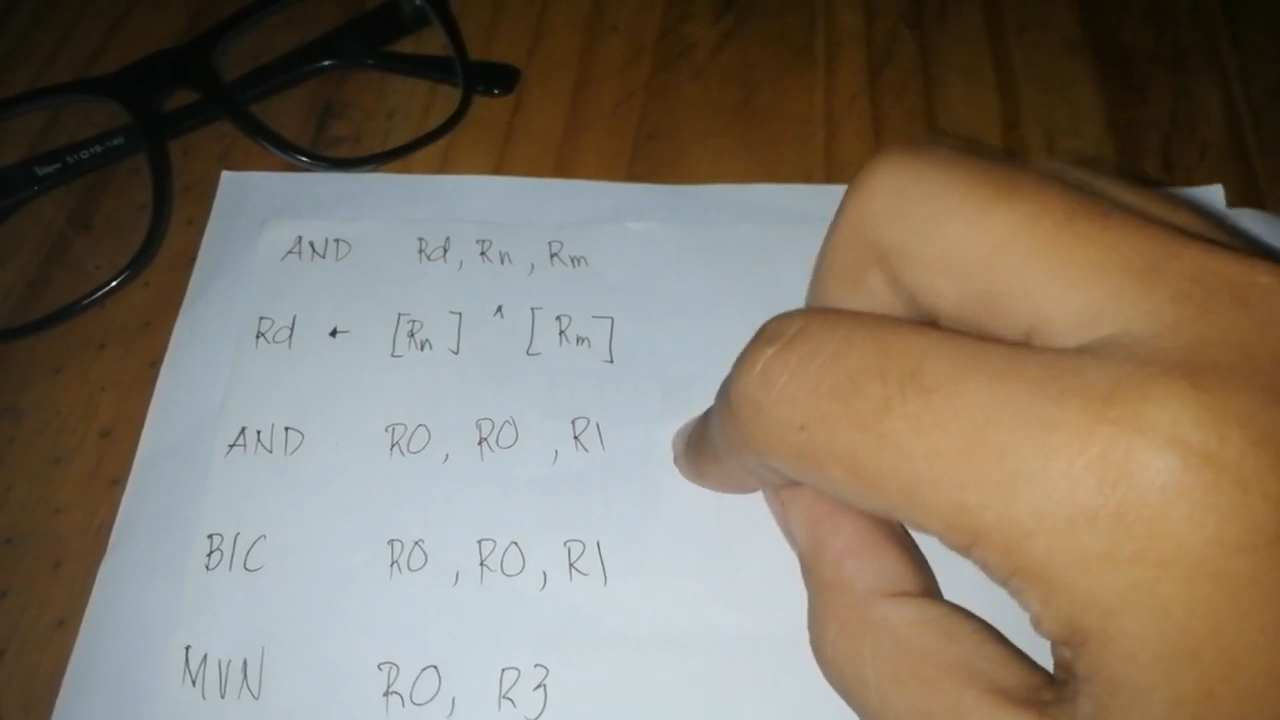 AND Rd, Rn, Rm
Rd ← [Rn] ^ [Rm]
AND R0, R0, R1
BIC R0, R0, R1
MVN R0, R3